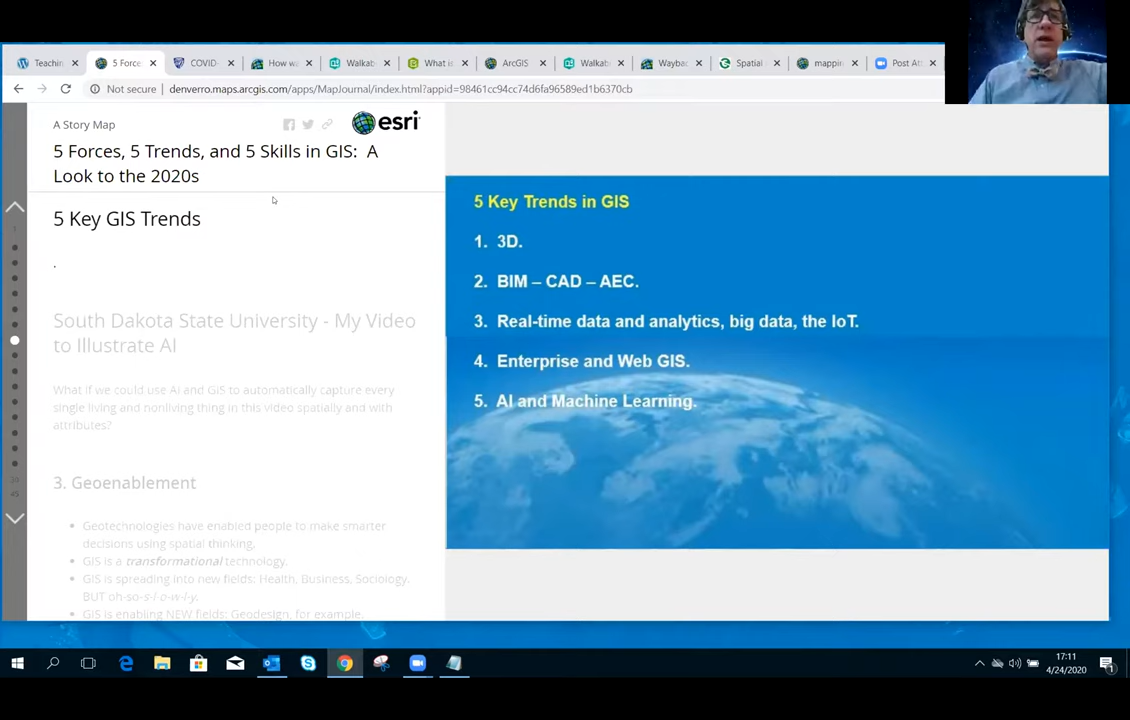 Teachin
5 Force
COVID-
How wa
Walkab
What is
ArcGIS
Walkab
Wayba
Spatial
mappin
Post Att
Not secure
denverro.maps.arcgis.com/apps/MapJournal/index.html?appid=98461cc94cc74d6fa96589ed1b6370cb
A Story Map
esri
5 Forces, 5 Trends, and 5 Skills in GIS: A
Look to the 2020s
5 Key GIS Trends
.
South Dakota State University - My Video
to Illustrate AI
What if we could use Ai and GIS to automatically capture every
single living and nonliving thing in this video spatially and with
attributes?
3. Geoenablement
• Geotechnologies have enabled people to make smarter
decisions using spatial thinking.
• GIS is a transformational technology.
• GIS is spreading into new fields: Health, Business, Sociology.
BUT oh-so-s-l-o-w-l-y.
• GIS is enabling NEW fields: Geodesign, for example.
5 Key Trends in GIS
1. 3D.
2. BIM – CAD – AEC.
3. Real-time data and analytics, big data, the IoT.
4. Enterprise and Web GIS.
5. AI and Machine Learning.
17:11
4/24/2020